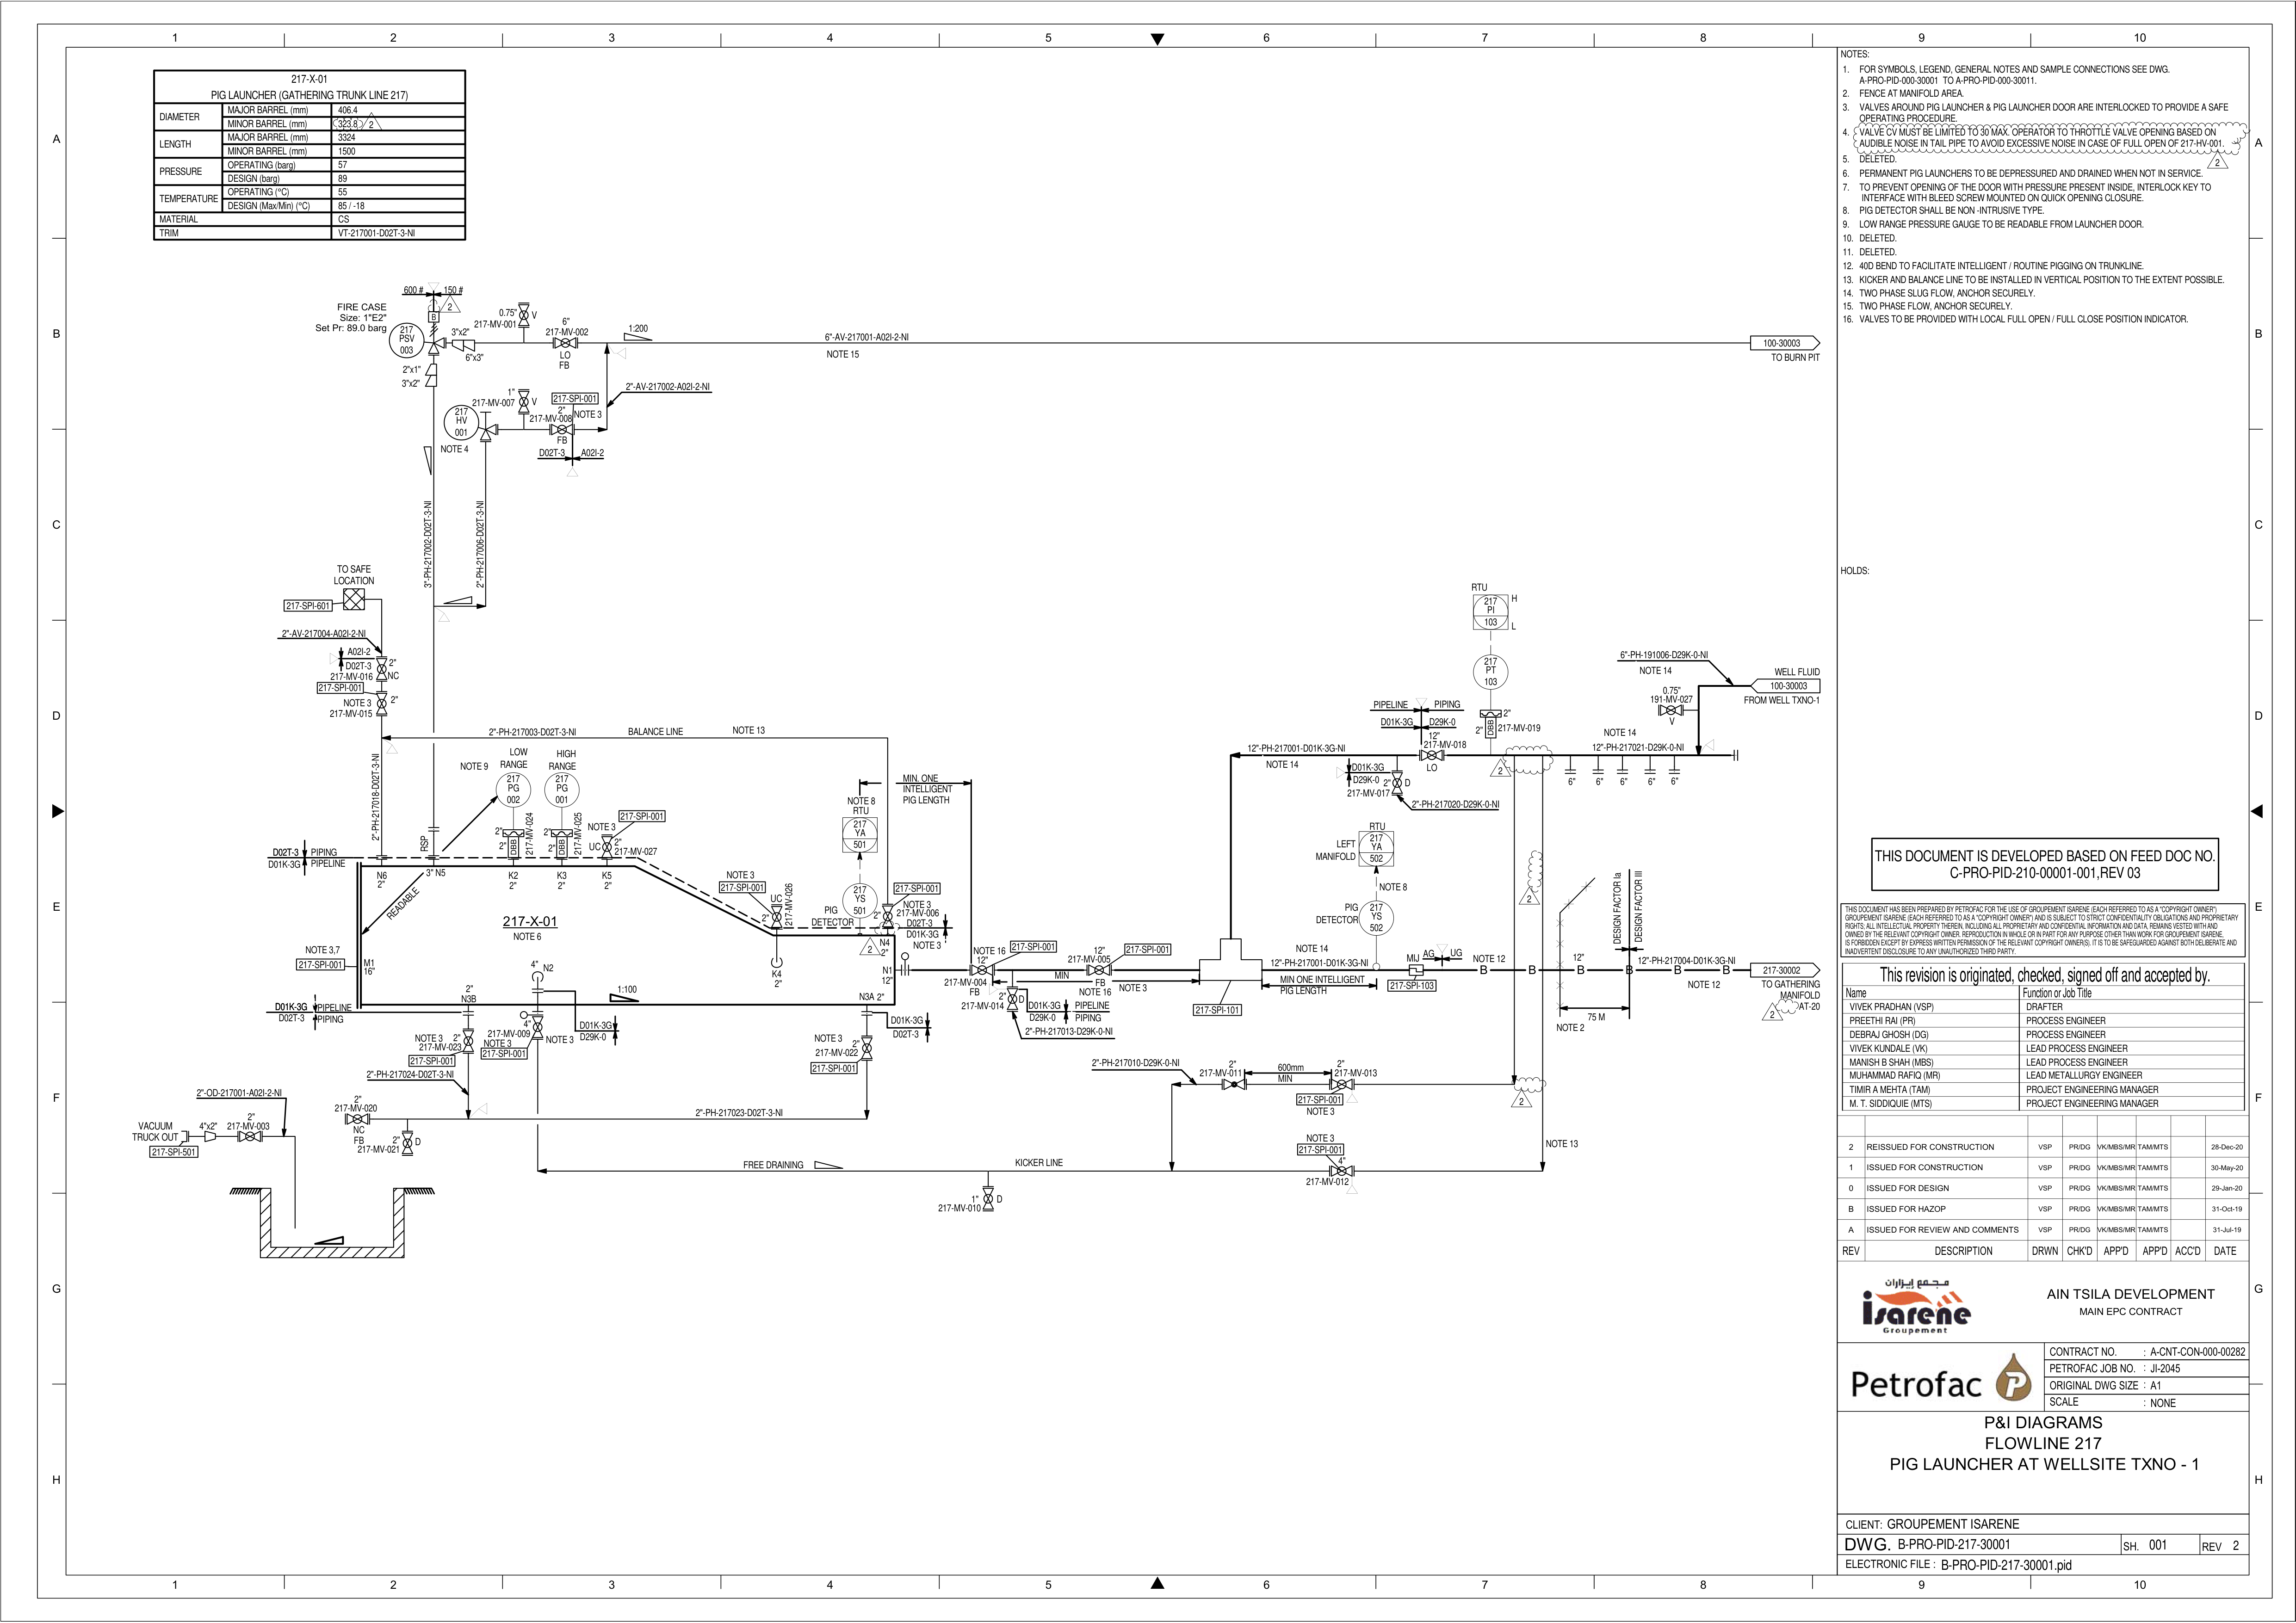 1 2 3 4 5 6 7 8 9 10
217-X-01
PIG LAUNCHER (GATHERING TRUNK LINE 217)
DIAMETER
MAJOR BARREL (mm) 406.4
MINOR BARREL (mm) 323.8 2
LENGTH
MAJOR BARREL (mm) 3324
MINOR BARREL (mm) 1500
PRESSURE
OPERATING (barg) 57
DESIGN (barg) 89
TEMPERATURE
OPERATING (°C) 55
DESIGN (Max/Min) (°C) 85 / -18
MATERIAL CS
TRIM VT-217001-D02T-3-NI
A
B
C
D
E
F
G
H
600 # 150 #
2
B
FIRE CASE
Size: 1"E2"
Set Pr: 89.0 barg
217
PSV
003
3"x2"
6"x3"
2"x1"
3"x2"
0.75" V
217-MV-001
6"
217-MV-002
LO
FB
1:200
6"-AV-217001-A02I-2-NI
NOTE 15
100-30003
TO BURN PIT
2"-AV-217002-A02I-2-NI
1"
217-MV-007 V
217-SPI-001
2"
217-MV-008
NOTE 3
FB
217
HV
001
NOTE 4
D02T-3 A02I-2
3"-PH-217002-D02T-3-NI
2"-PH-217006-D02T-3-NI
TO SAFE
LOCATION
217-SPI-601
2"-AV-217004-A02I-2-NI
A02I-2
D02T-3
2"
217-MV-016
NC
217-SPI-001
NOTE 3
2"
217-MV-015
2"-PH-217003-D02T-3-NI
BALANCE LINE
NOTE 13
2"-PH-217018-D02T-3-NI
NOTE 9
LOW
RANGE
217
PG
002
HIGH
RANGE
217
PG
001
RSP
2"
2"
DBB
217-MV-024
2"
2"
DBB
217-MV-025
NOTE 3
217-SPI-001
2"
UC
217-MV-027
D02T-3 PIPING
D01K-3G PIPELINE
N6
2"
3" N5
K2
2"
K3
2"
K5
2"
READABLE
217-X-01
NOTE 6
NOTE 3,7
217-SPI-001
M1
16"
NOTE 3
217-SPI-001
UC
2"
217-MV-026
K4
2"
MIN. ONE
INTELLIGENT
PIG LENGTH
NOTE 8
RTU
217
YA
501
217
YS
501
PIG
DETECTOR
217-SPI-001
NOTE 3
2"
217-MV-006
D02T-3
D01K-3G
NOTE 3
2
N4
2"
N1
12"
4"
N2
1:100
2"
N3B
N3A 2"
D01K-3G PIPELINE
D02T-3 PIPING
NOTE 3 2"
217-MV-023
217-SPI-001
2"-PH-217024-D02T-3-NI
4"
217-MV-009
NOTE 3
217-SPI-001
NOTE 3
D01K-3G
D29K-0
NOTE 3
2"
217-MV-022
217-SPI-001
D01K-3G
D02T-3
NOTE 16
12"
217-MV-004
FB
217-SPI-001
2"
D
217-MV-014
MIN
12"
217-MV-005
FB
NOTE 16
217-SPI-001
NOTE 3
D01K-3G PIPELINE
D29K-0 PIPING
2"-PH-217013-D29K-0-NI
217-SPI-101
NOTE 14
12"-PH-217001-D01K-3G-NI
MIN ONE INTELLIGENT
PIG LENGTH
RTU
217
PI
103
H
L
217
PT
103
2"
DBB
2"
217-MV-019
PIPELINE PIPING
D01K-3G D29K-0
12"
217-MV-018
LO
12"-PH-217001-D01K-3G-NI
NOTE 14
D01K-3G
D29K-0
2" D
217-MV-017
2"-PH-217020-D29K-0-NI
2
6"-PH-191006-D29K-0-NI
NOTE 14
WELL FLUID
100-30003
FROM WELL TXNO-1
0.75"
191-MV-027
V
NOTE 14
12"-PH-217021-D29K-0-NI
6" 6" 6" 6" 6"
RTU
LEFT
MANIFOLD
217
YA
502
NOTE 8
217
YS
502
PIG
DETECTOR
2
DESIGN FACTOR Ia
DESIGN FACTOR III
MIJ
AG UG
217-SPI-103
NOTE 12
B B B B B B
12"
12"-PH-217004-D01K-3G-NI
NOTE 12
217-30002
TO GATHERING
MANIFOLD
AT-20
2
75 M
NOTE 2
2"-PH-217010-D29K-0-NI
2"
217-MV-011
600mm
MIN
2"
217-MV-013
217-SPI-001
NOTE 3
2
NOTE 3
217-SPI-001
4"
217-MV-012
NOTE 13
2"-PH-217023-D02T-3-NI
2"
217-MV-020
NC
FB
2" D
217-MV-021
2"-OD-217001-A02I-2-NI
VACUUM
TRUCK OUT
4"x2"
2"
217-MV-003
217-SPI-501
FREE DRAINING
KICKER LINE
1" D
217-MV-010
NOTES:
1. FOR SYMBOLS, LEGEND, GENERAL NOTES AND SAMPLE CONNECTIONS SEE DWG.
A-PRO-PID-000-30001 TO A-PRO-PID-000-30011.
2. FENCE AT MANIFOLD AREA.
3. VALVES AROUND PIG LAUNCHER & PIG LAUNCHER DOOR ARE INTERLOCKED TO PROVIDE A SAFE
OPERATING PROCEDURE.
4. VALVE CV MUST BE LIMITED TO 30 MAX. OPERATOR TO THROTTLE VALVE OPENING BASED ON
AUDIBLE NOISE IN TAIL PIPE TO AVOID EXCESSIVE NOISE IN CASE OF FULL OPEN OF 217-HV-001.
2
5. DELETED.
6. PERMANENT PIG LAUNCHERS TO BE DEPRESSURED AND DRAINED WHEN NOT IN SERVICE.
7. TO PREVENT OPENING OF THE DOOR WITH PRESSURE PRESENT INSIDE, INTERLOCK KEY TO
INTERFACE WITH BLEED SCREW MOUNTED ON QUICK OPENING CLOSURE.
8. PIG DETECTOR SHALL BE NON -INTRUSIVE TYPE.
9. LOW RANGE PRESSURE GAUGE TO BE READABLE FROM LAUNCHER DOOR.
10. DELETED.
11. DELETED.
12. 40D BEND TO FACILITATE INTELLIGENT / ROUTINE PIGGING ON TRUNKLINE.
13. KICKER AND BALANCE LINE TO BE INSTALLED IN VERTICAL POSITION TO THE EXTENT POSSIBLE.
14. TWO PHASE SLUG FLOW, ANCHOR SECURELY.
15. TWO PHASE FLOW, ANCHOR SECURELY.
16. VALVES TO BE PROVIDED WITH LOCAL FULL OPEN / FULL CLOSE POSITION INDICATOR.
HOLDS:
THIS DOCUMENT IS DEVELOPED BASED ON FEED DOC NO.
C-PRO-PID-210-00001-001,REV 03
THIS DOCUMENT HAS BEEN PREPARED BY PETROFAC FOR THE USE OF GROUPEMENT ISARENE (EACH REFERRED TO AS A "COPYRIGHT OWNER")
GROUPEMENT ISARENE (EACH REFERRED TO AS A "COPYRIGHT OWNER") AND IS SUBJECT TO STRICT CONFIDENTIALITY OBLIGATIONS AND PROPRIETARY
RIGHTS; ALL INTELLECTUAL PROPERTY THEREIN, INCLUDING ALL PROPRIETARY AND CONFIDENTIAL INFORMATION AND DATA, REMAINS VESTED WITH AND
OWNED BY THE RELEVANT COPYRIGHT OWNER. REPRODUCTION IN WHOLE OR IN PART FOR ANY PURPOSE OTHER THAN WORK FOR GROUPEMENT ISARENE,
IS FORBIDDEN EXCEPT BY EXPRESS WRITTEN PERMISSION OF THE RELEVANT COPYRIGHT OWNER(S). IT IS TO BE SAFEGUARDED AGAINST BOTH DELIBERATE AND
INADVERTENT DISCLOSURE TO ANY UNAUTHORIZED THIRD PARTY.
This revision is originated, checked, signed off and accepted by.
Name Function or Job Title
VIVEK PRADHAN (VSP) DRAFTER
PREETHI RAI (PR) PROCESS ENGINEER
DEBRAJ GHOSH (DG) PROCESS ENGINEER
VIVEK KUNDALE (VK) LEAD PROCESS ENGINEER
MANISH B SHAH (MBS) LEAD PROCESS ENGINEER
MUHAMMAD RAFIQ (MR) LEAD METALLURGY ENGINEER
TIMIR A MEHTA (TAM) PROJECT ENGINEERING MANAGER
M. T. SIDDIQUIE (MTS) PROJECT ENGINEERING MANAGER
2 REISSUED FOR CONSTRUCTION VSP PR/DG VK/MBS/MR TAM/MTS 28-Dec-20
1 ISSUED FOR CONSTRUCTION VSP PR/DG VK/MBS/MR TAM/MTS 30-May-20
0 ISSUED FOR DESIGN VSP PR/DG VK/MBS/MR TAM/MTS 29-Jan-20
B ISSUED FOR HAZOP VSP PR/DG VK/MBS/MR TAM/MTS 31-Oct-19
A ISSUED FOR REVIEW AND COMMENTS VSP PR/DG VK/MBS/MR TAM/MTS 31-Jul-19
REV DESCRIPTION DRWN CHK'D APP'D APP'D ACC'D DATE
مجمع إيزاران
isarene
Groupement
AIN TSILA DEVELOPMENT
MAIN EPC CONTRACT
Petrofac P
CONTRACT NO. : A-CNT-CON-000-00282
PETROFAC JOB NO. : JI-2045
ORIGINAL DWG SIZE : A1
SCALE : NONE
P&I DIAGRAMS
FLOWLINE 217
PIG LAUNCHER AT WELLSITE TXNO - 1
CLIENT: GROUPEMENT ISARENE
DWG. B-PRO-PID-217-30001 SH. 001 REV 2
ELECTRONIC FILE : B-PRO-PID-217-30001.pid
1 2 3 4 5 6 7 8 9 10